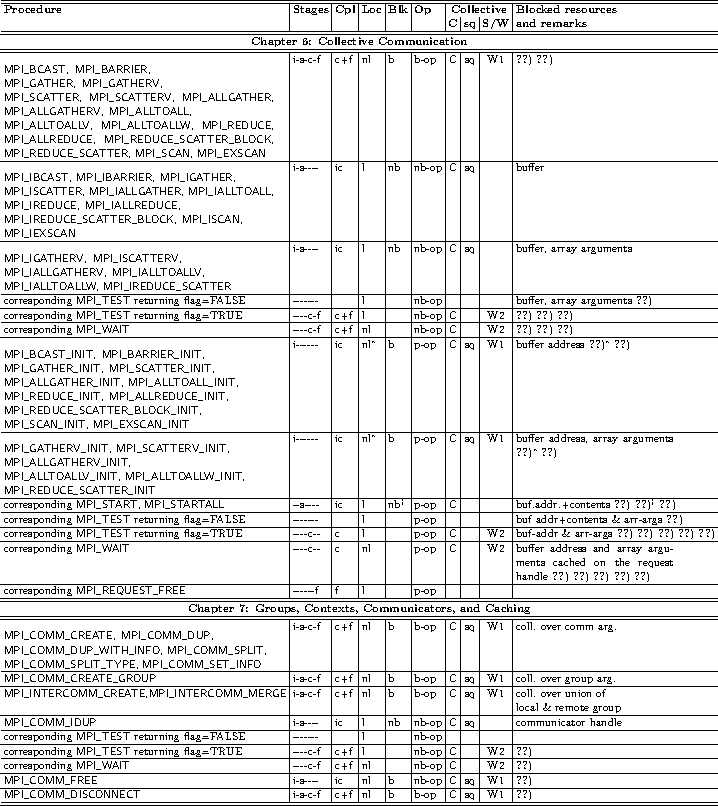 Procedure Stages Cpl Loc Blk Op Collective Blocked resources
C sq S/W and remarks
Chapter 6: Collective Communication
MPI_BCAST, MPI_BARRIER, i-s-c-f c+f nl b b-op C sq W1 ??) ??)
MPI_GATHER, MPI_GATHERV,
MPI_SCATTER, MPI_SCATTERV, MPI_ALLGATHER,
MPI_ALLGATHERV, MPI_ALLTOALL,
MPI_ALLTOALLV, MPI_ALLTOALLW, MPI_REDUCE,
MPI_ALLREDUCE, MPI_REDUCE_SCATTER_BLOCK,
MPI_REDUCE_SCATTER, MPI_SCAN, MPI_EXSCAN
MPI_IBCAST, MPI_IBARRIER, MPI_IGATHER, i-s---- ic l nb nb-op C sq buffer
MPI_ISCATTER, MPI_IALLGATHER, MPI_IALLTOALL,
MPI_IREDUCE, MPI_IALLREDUCE,
MPI_IREDUCE_SCATTER_BLOCK, MPI_ISCAN,
MPI_IEXSCAN
MPI_IGATHERV, MPI_ISCATTERV, i-s---- ic l nb nb-op C sq buffer, array arguments
MPI_IALLGATHERV, MPI_IALLTOALLV,
MPI_IALLTOALLW, MPI_IREDUCE_SCATTER
corresponding MPI_TEST returning flag=FALSE ------- l nb-op buffer, array arguments ??)
corresponding MPI_TEST returning flag=TRUE ----c-f c+f l nb-op C W2 ??) ??) ??)
corresponding MPI_WAIT ----c-f c+f nl nb-op C W2 ??) ??) ??)
MPI_BCAST_INIT, MPI_BARRIER_INIT, i------ ic nl* b p-op C sq W1 buffer address ??)* ??)
MPI_GATHER_INIT, MPI_SCATTER_INIT,
MPI_ALLGATHER_INIT, MPI_ALLTOALL_INIT,
MPI_REDUCE_INIT, MPI_ALLREDUCE_INIT,
MPI_REDUCE_SCATTER_BLOCK_INIT,
MPI_SCAN_INIT, MPI_EXSCAN_INIT
MPI_GATHERV_INIT, MPI_SCATTERV_INIT, i------ ic nl* b p-op C sq W1 buffer address, array arguments
MPI_ALLGATHERV_INIT, ??)* ??)
MPI_ALLTOALLV_INIT, MPI_ALLTOALLW_INIT,
MPI_REDUCE_SCATTER_INIT
corresponding MPI_START, MPI_STARTALL --s---- ic l nb p-op C buf.addr.+contents ??) ??) ??)
corresponding MPI_TEST returning flag=FALSE ------- l p-op buf addr+contents & arr-args ??)
corresponding MPI_TEST returning flag=TRUE ----c-- c l p-op C W2 buf-addr & arr-args ??) ??) ??) ??) ??)
corresponding MPI_WAIT ----c-- c nl p-op C W2 buffer address and array argu-
ments cached on the request
handle ??) ??) ??) ??) ??)
corresponding MPI_REQUEST_FREE ------f f l p-op
Chapter 7: Groups, Contexts, Communicators, and Caching
MPI_COMM_CREATE, MPI_COMM_DUP, i-s-c-f c+f nl b b-op C sq W1 coll. over comm arg.
MPI_COMM_DUP_WITH_INFO, MPI_COMM_SPLIT,
MPI_COMM_SPLIT_TYPE, MPI_COMM_SET_INFO
MPI_COMM_CREATE_GROUP i-s-c-f c+f nl b b-op C sq W1 coll. over group arg.
MPI_INTERCOMM_CREATE,MPI_INTERCOMM_MERGE i-s-c-f c+f nl b b-op C sq W1 coll. over union of
local & remote group
MPI_COMM_IDUP i-s---- ic l nb nb-op C sq communicator handle
corresponding MPI_TEST returning flag=FALSE ------- l nb-op
corresponding MPI_TEST returning flag=TRUE ----c-f c+f l nb-op C W2 ??)
corresponding MPI_WAIT ----c-f c+f nl nb-op C W2 ??)
MPI_COMM_FREE i-s---- ic nl b nb-op C sq W1 ??)
MPI_COMM_DISCONNECT i-s-c-f c+f nl b b-op C sq W1 ??)